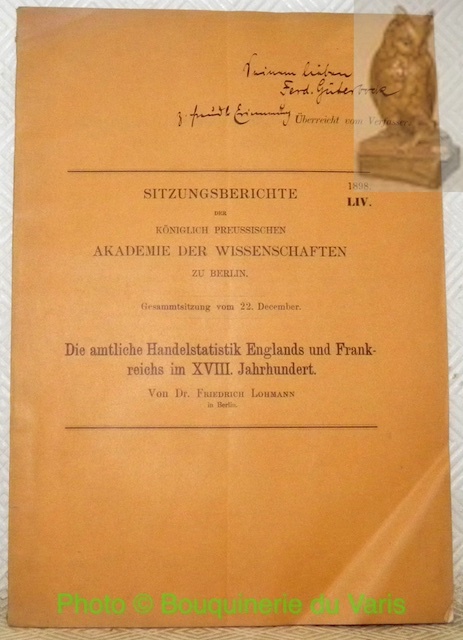 Seinem lieben
Ferd. Güterbock
z. freundl. Erinnerung
Überreicht vom Verfasser.
1898.
LIV.
SITZUNGSBERICHTE
DER
KÖNIGLICH PREUSSISCHEN
AKADEMIE DER WISSENSCHAFTEN
ZU BERLIN.
Gesammtsitzung vom 22. December.
Die amtliche Handelstatistik Englands und Frank-
reichs im XVIII. Jahrhundert.
Von Dr. Friedrich Lohmann
in Berlin.
Photo © Bouquinerie du Varis